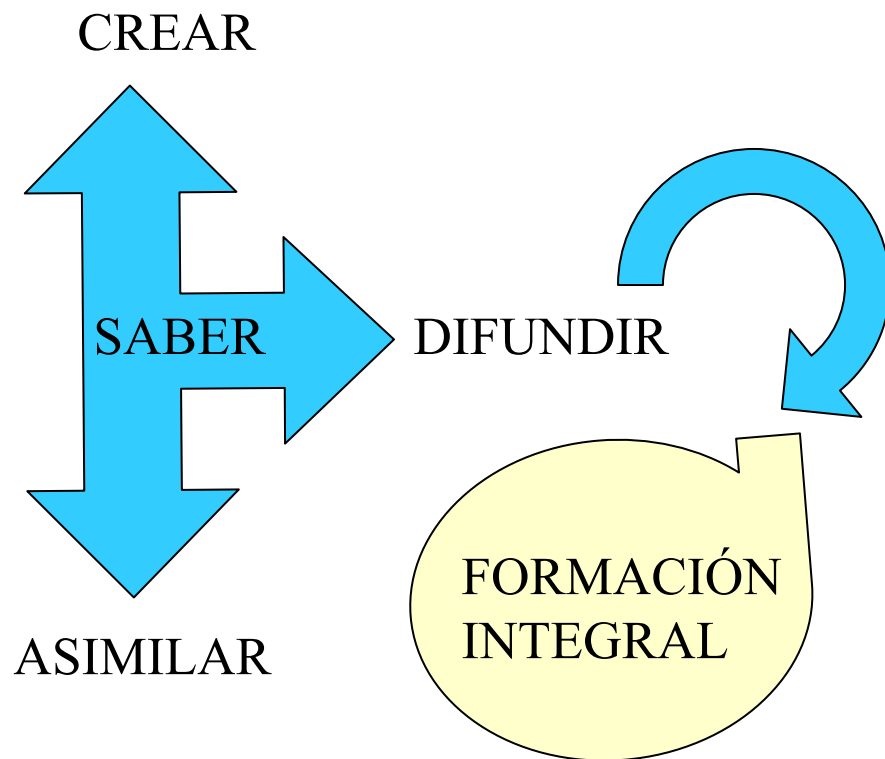 CREAR
SABER
DIFUNDIR
FORMACIÓN
INTEGRAL
ASIMILAR